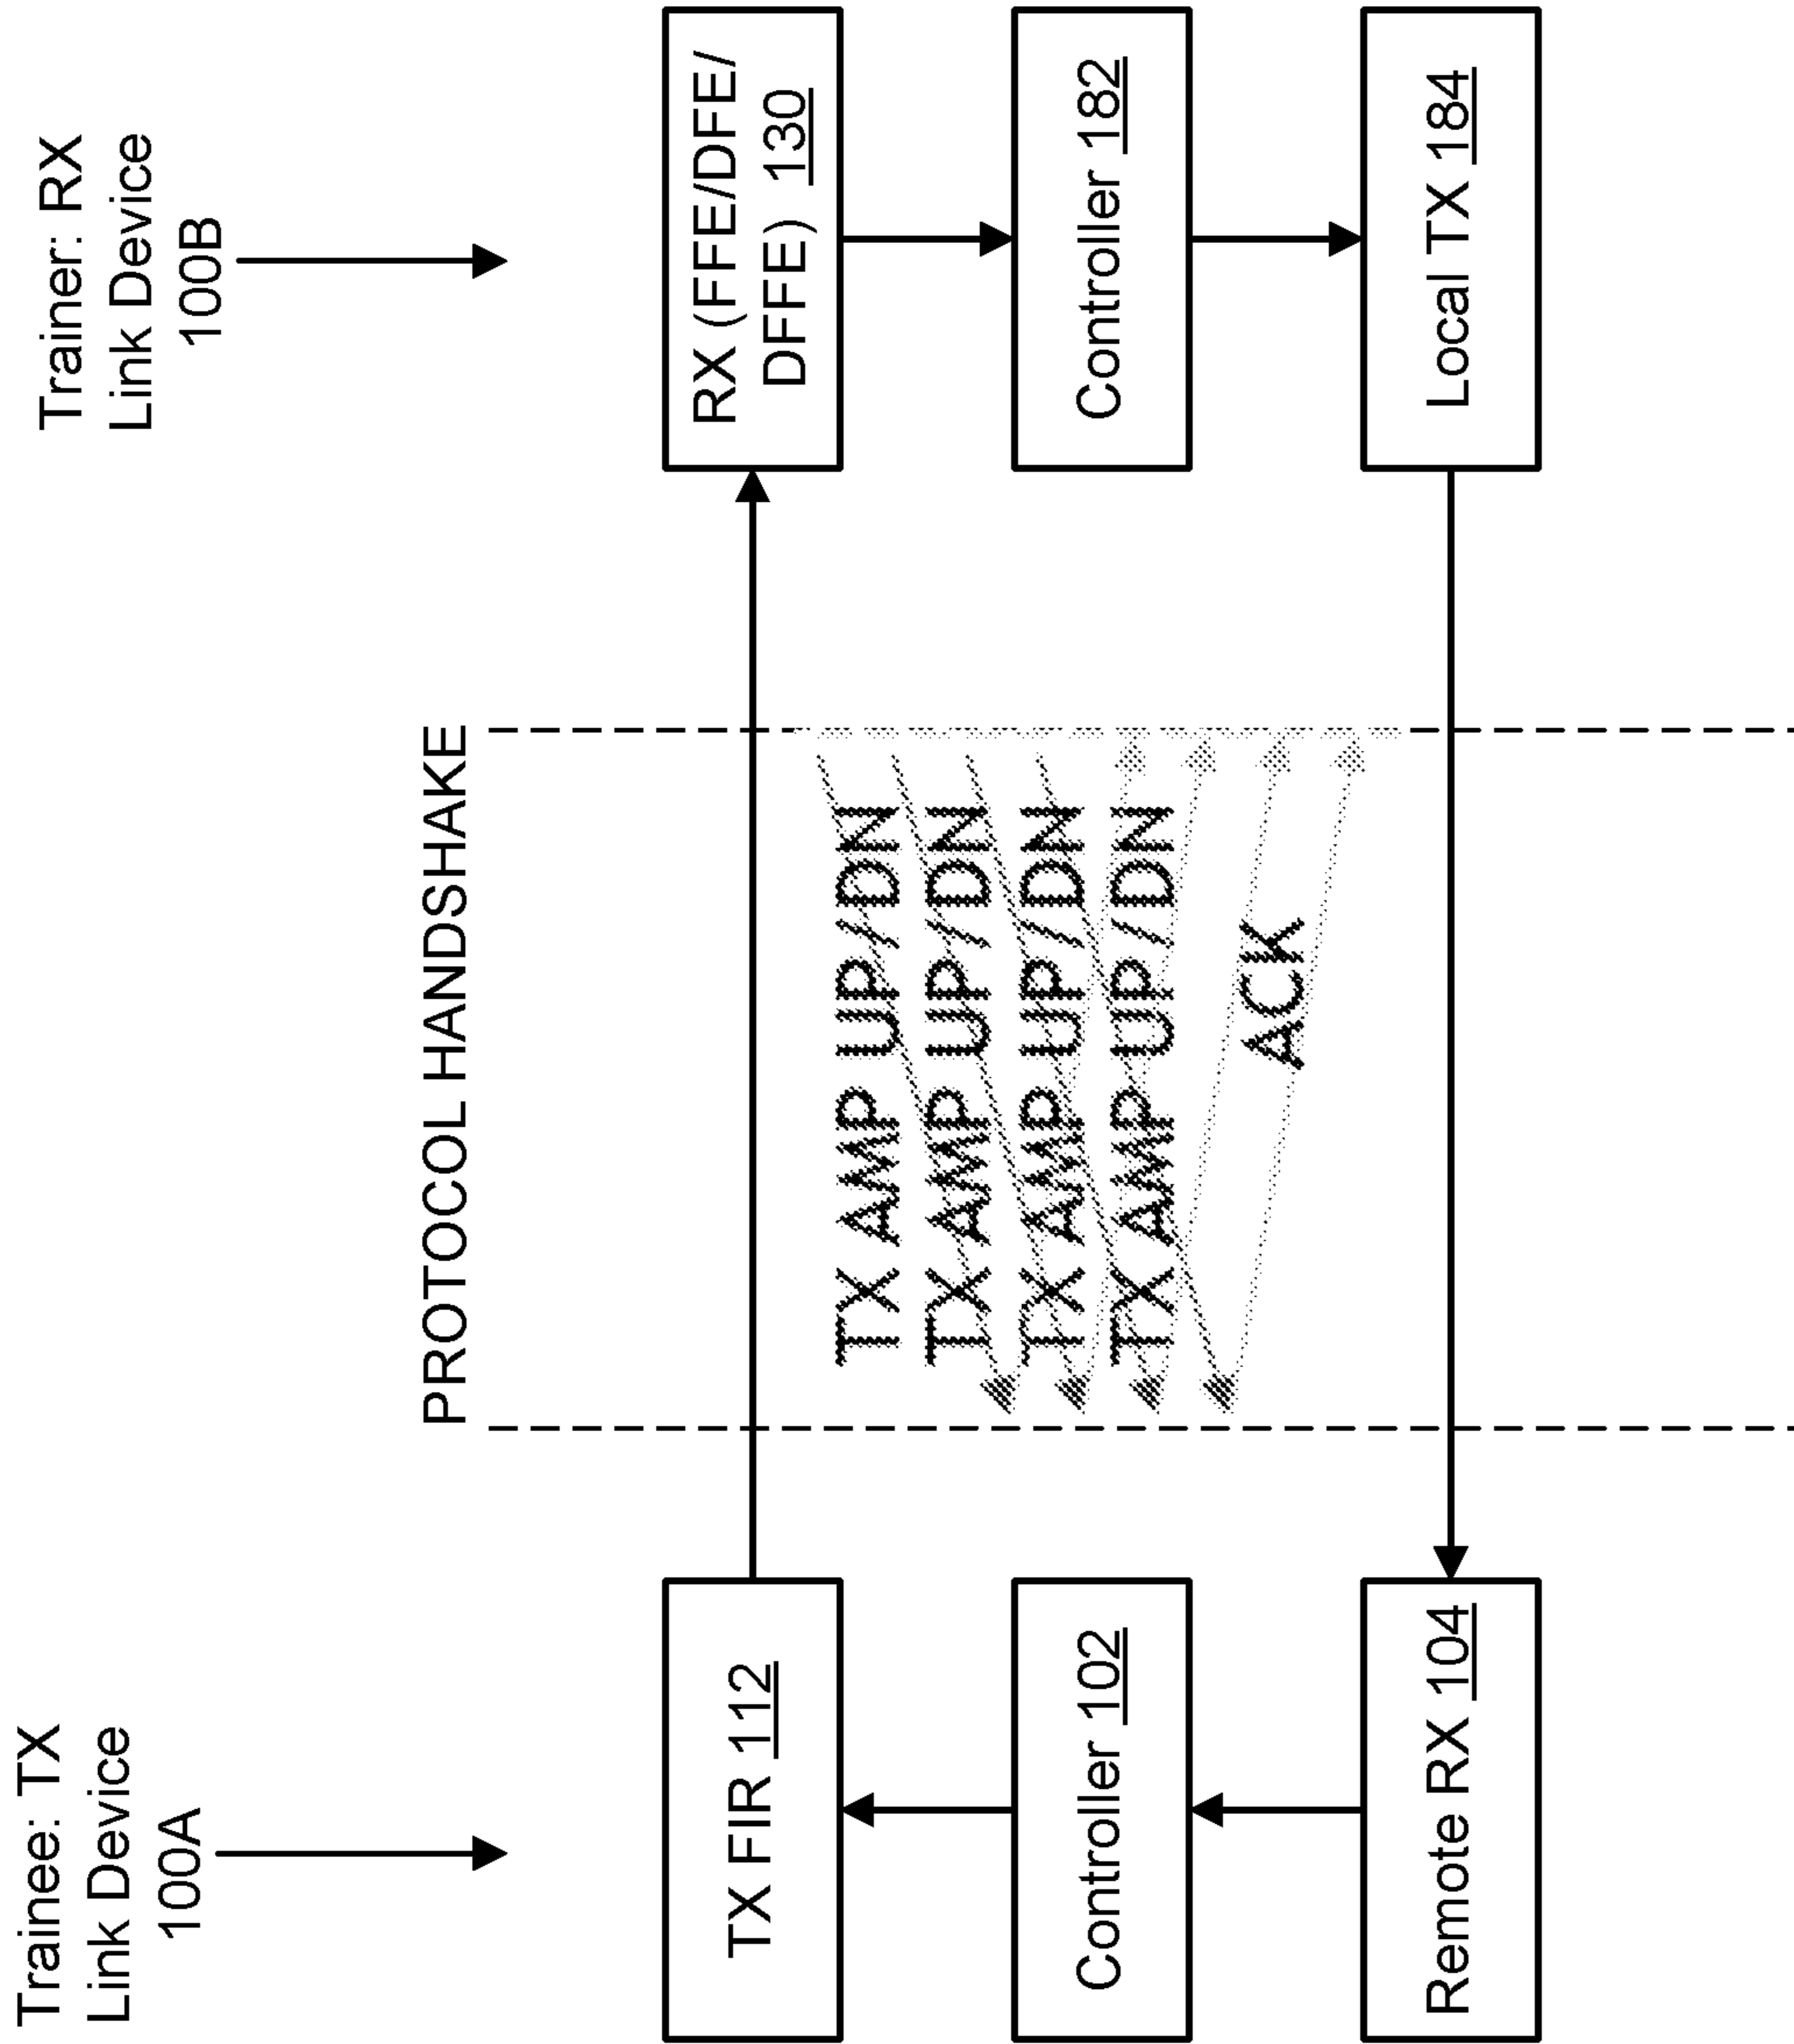 Trainee: TX
Link Device
100A
Trainer: RX
Link Device
100B
PROTOCOL HANDSHAKE
TX FIR 112
RX (FFE/DFE/
DFFE) 130
TX AMP UP/DN
TX AMP UP/DN
TX AMP UP/DN
TX AMP UP/DN
ACK
Controller 102
Controller 182
Remote RX 104
Local TX 184